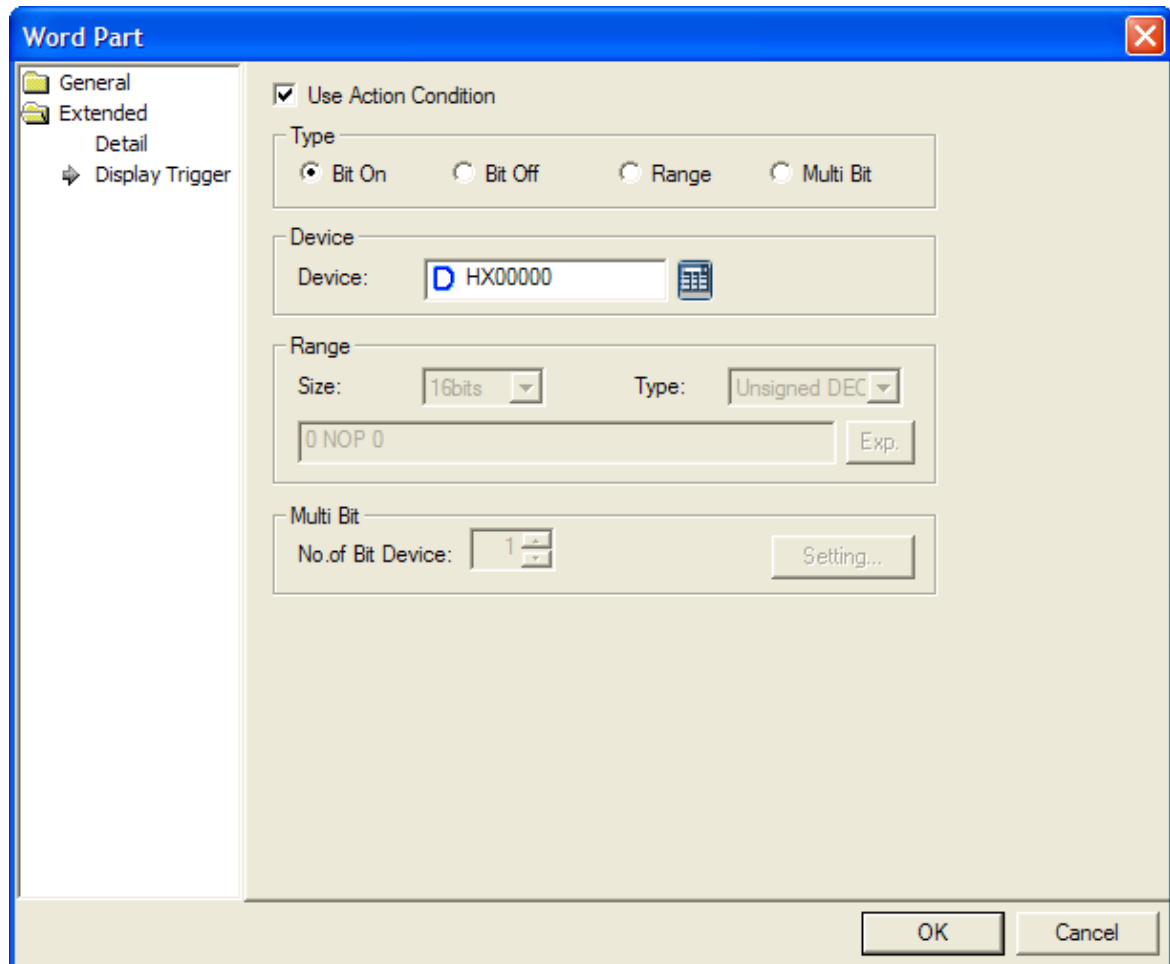 Word Part
General
Extended
Detail
Display Trigger
Use Action Condition
Type
Bit On Bit Off Range Multi Bit
Device
Device: D HX00000
Range
Size: 16bits Type: Unsigned DEC
0 NOP 0 Exp.
Multi Bit
No.of Bit Device: 1 Setting...
OK Cancel